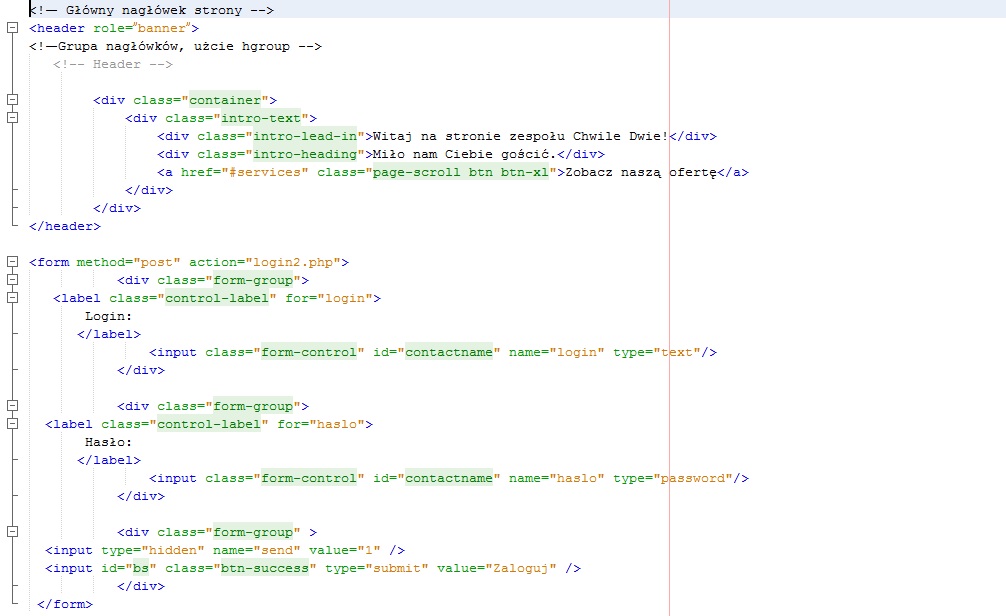 <!— Główny nagłówek strony -->
<header role="banner">
<!—Grupa nagłówków, użcie hgroup -->
<!-- Header -->
<div class="container">
<div class="intro-text">
<div class="intro-lead-in">Witaj na stronie zespołu Chwile Dwie!</div>
<div class="intro-heading">Miło nam Ciebie gościć.</div>
<a href="#services" class="page-scroll btn btn-xl">Zobacz naszą ofertę</a>
</div>
</div>
</header>
<form method="post" action="login2.php">
<div class="form-group">
<label class="control-label" for="login">
Login:
</label>
<input class="form-control" id="contactname" name="login" type="text"/>
</div>
<div class="form-group">
<label class="control-label" for="haslo">
Hasło:
</label>
<input class="form-control" id="contactname" name="haslo" type="password"/>
</div>
<div class="form-group" >
<input type="hidden" name="send" value="1" />
<input id="bs" class="btn-success" type="submit" value="Zaloguj" />
</div>
</form>